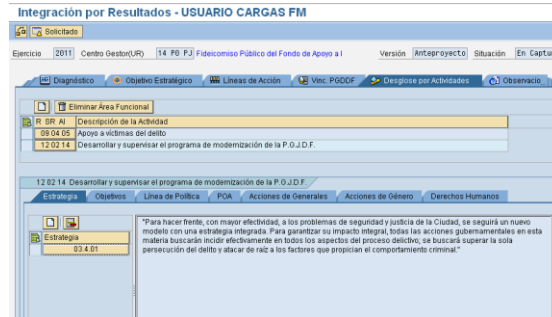 Integración por Resultados - USUARIO CARGAS FM
Solicitado
Ejercicio 2011 Centro Gestor(UR) 14 P0 PJ Fideicomiso Público del Fondo de Apoyo a l Versión Anteproyecto Situación En Captur
Diagnóstico Objetivo Estratégico Líneas de Acción Vinc. PGDDF Desglose por Actividades Observacio
Eliminar Área Funcional
R SR AI Descripción de la Actividad
09 04 05 Apoyo a víctimas del delito
12 02 14 Desarrollar y supervisar el programa de modernización de la P.G.J.D.F.
12 02 14 Desarrollar y supervisar el programa de modernización de la P.G.J.D.F.
Estrategia Objetivos Línea de Política POA Acciones de Generales Acciones de Género Derechos Humanos
Estrategia
03.4.01
"Para hacer frente, con mayor efectividad, a los problemas de seguridad y justicia de la Ciudad, se seguirá un nuevo
modelo con una estrategia integrada. Para garantizar su impacto integral, todas las acciones gubernamentales en esta
materia buscarán incidir efectivamente en todos los aspectos del proceso delictivo; se buscará superar la sola
persecución del delito y atacar de raíz a los factores que propician el comportamiento criminal."